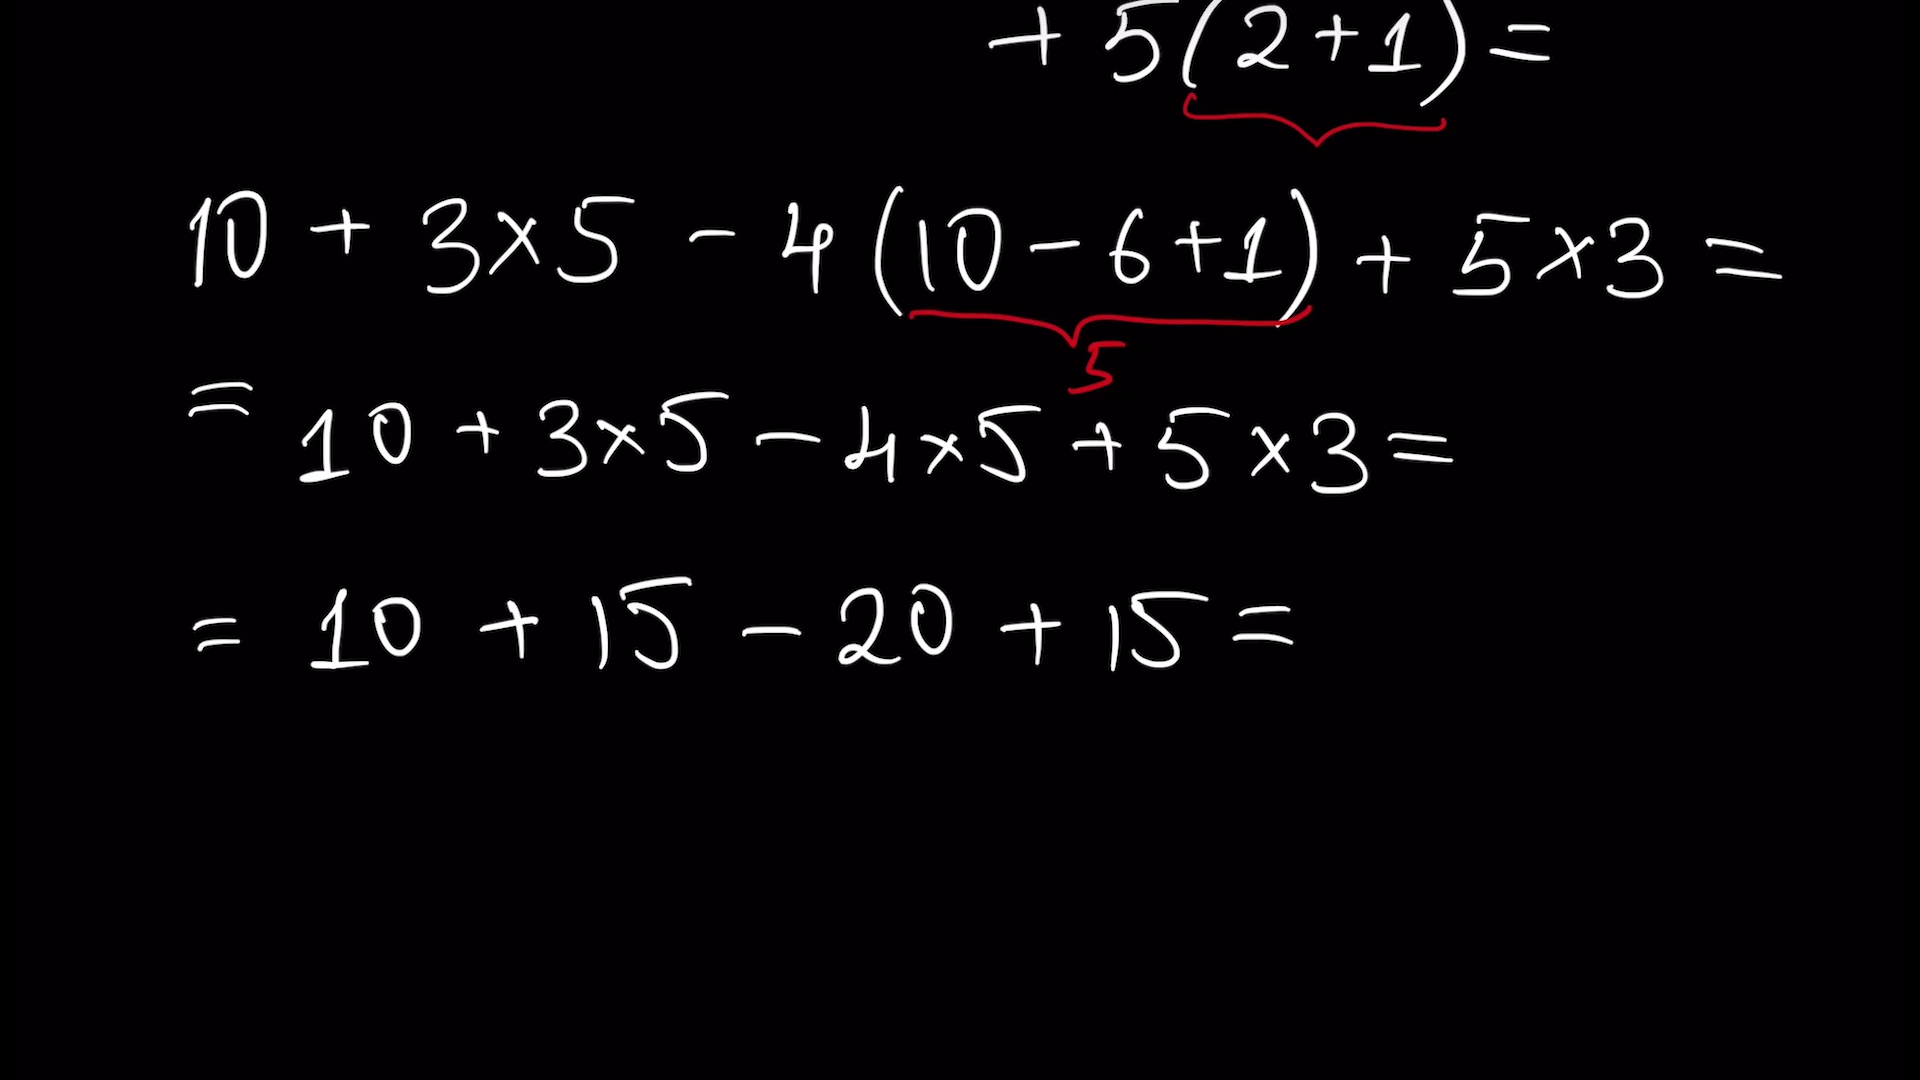 + 5(2+1)=
10 + 3×5 - 4(10-6+1) + 5×3 =
5
= 10 + 3×5 - 4×5 + 5×3 =
= 10 + 15 - 20 + 15 =